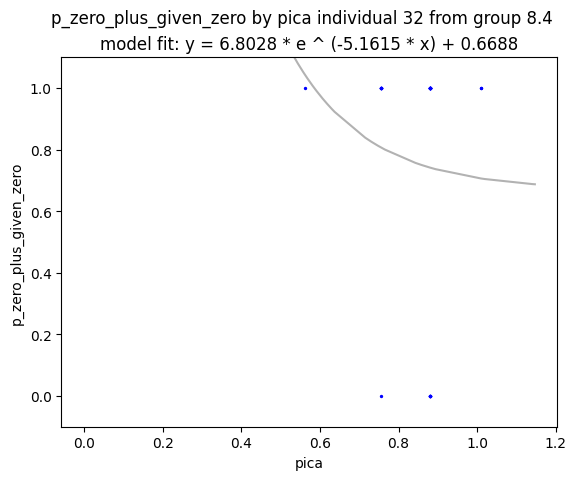 p_zero_plus_given_zero by pica individual 32 from group 8.4
model fit: y = 6.8028 * e ^ (-5.1615 * x) + 0.6688
1.0
0.8
0.6
0.4
0.2
0.0
p_zero_plus_given_zero
0.0 0.2 0.4 0.6 0.8 1.0 1.2
pica